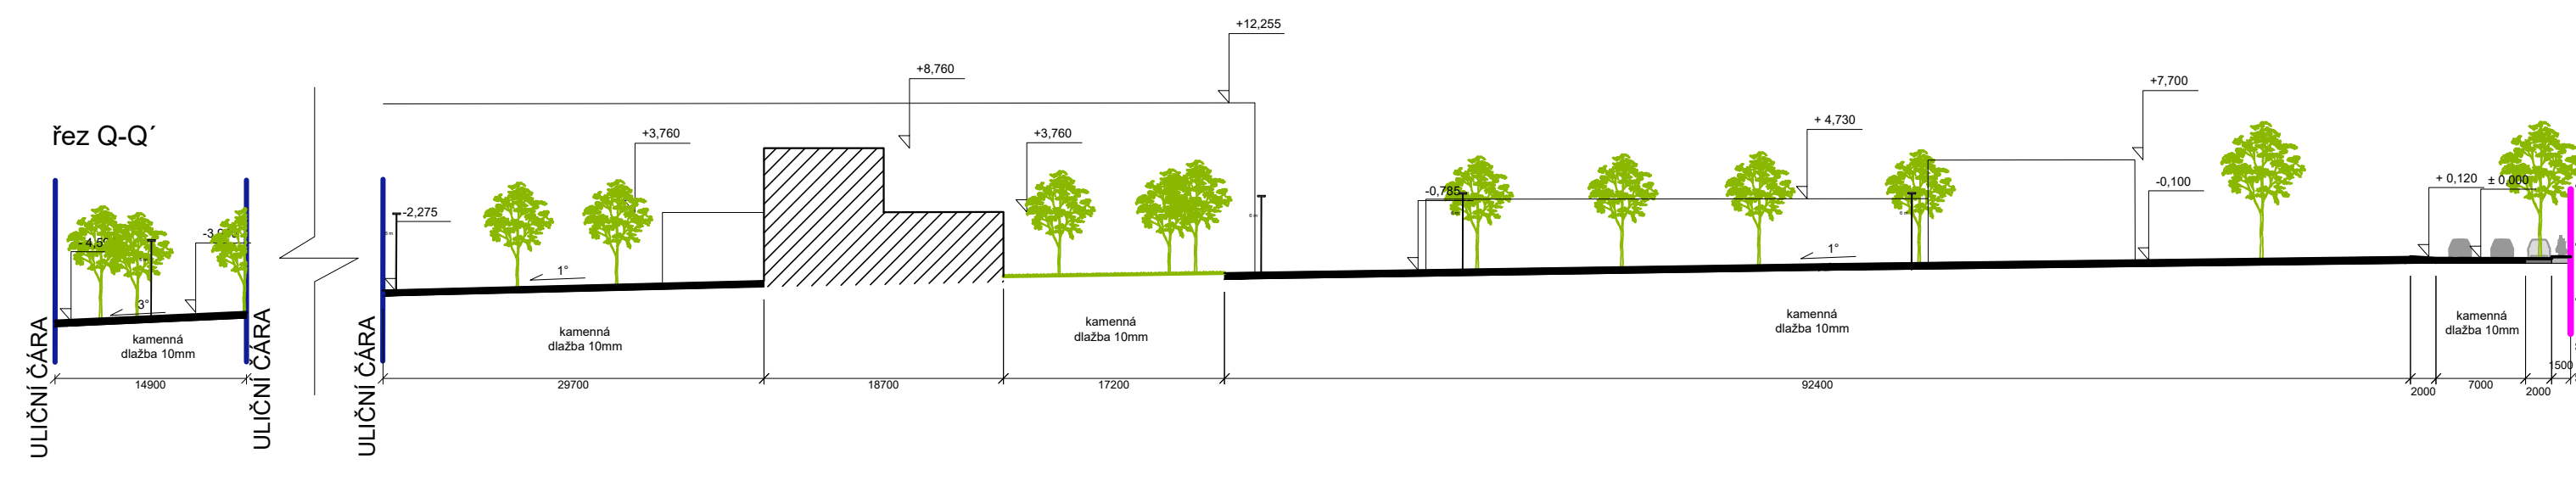 řez Q-Q´
+12,255
+8,760
+7,700
+3,760
+3,760
+ 4,730
-2,275
-0,785
-0,100
+ 0,120
± 0,000
3°
1°
1°
kamenná
dlažba 10mm
kamenná
dlažba 10mm
kamenná
dlažba 10mm
kamenná
dlažba 10mm
kamenná
dlažba 10mm
ULIČNÍ ČÁRA
ULIČNÍ ČÁRA
ULIČNÍ ČÁRA
14900
29700
18700
17200
92400
2000
7000
2000
1500